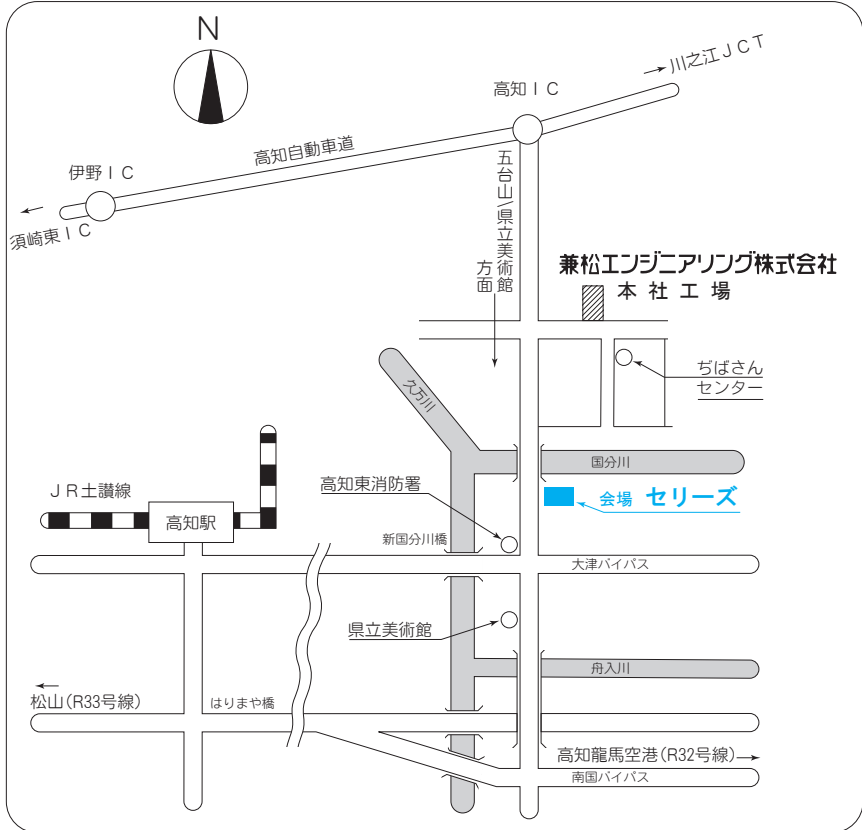 N
川之江JCT
高知IC
高知自動車道
伊野IC
須崎東IC
五台山/県立美術館
方面
兼松エンジニアリング株式会社
本社工場
ぢばさん
センター
久万川
国分川
会場 セリーズ
高知東消防署
JR土讃線
高知駅
新国分川橋
大津バイパス
県立美術館
舟入川
松山(R33号線)
はりまや橋
高知龍馬空港(R32号線)
南国バイパス